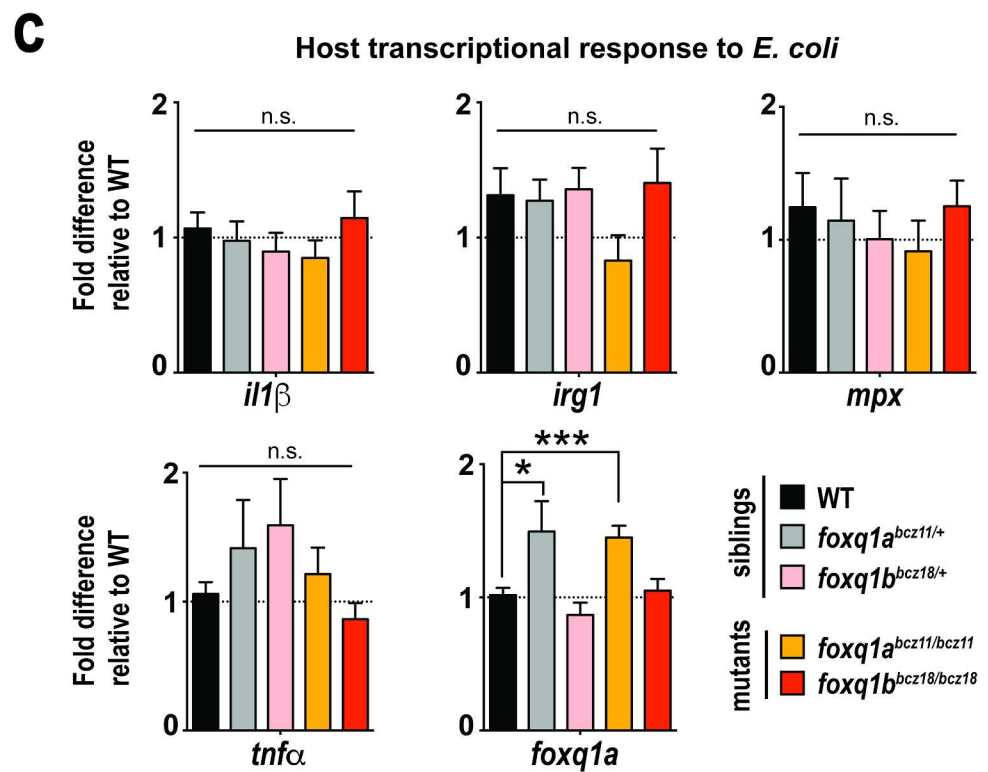 C
Host transcriptional response to E. coli
Fold difference
relative to WT
2
1
0
n.s.
il1β
2
1
0
n.s.
irg1
2
1
0
n.s.
mpx
Fold difference
relative to WT
2
1
0
n.s.
tnfα
2
1
0
*
***
foxq1a
siblings
WT
foxq1a^bcz11/+
foxq1b^bcz18/+
mutants
foxq1a^bcz11/bcz11
foxq1b^bcz18/bcz18